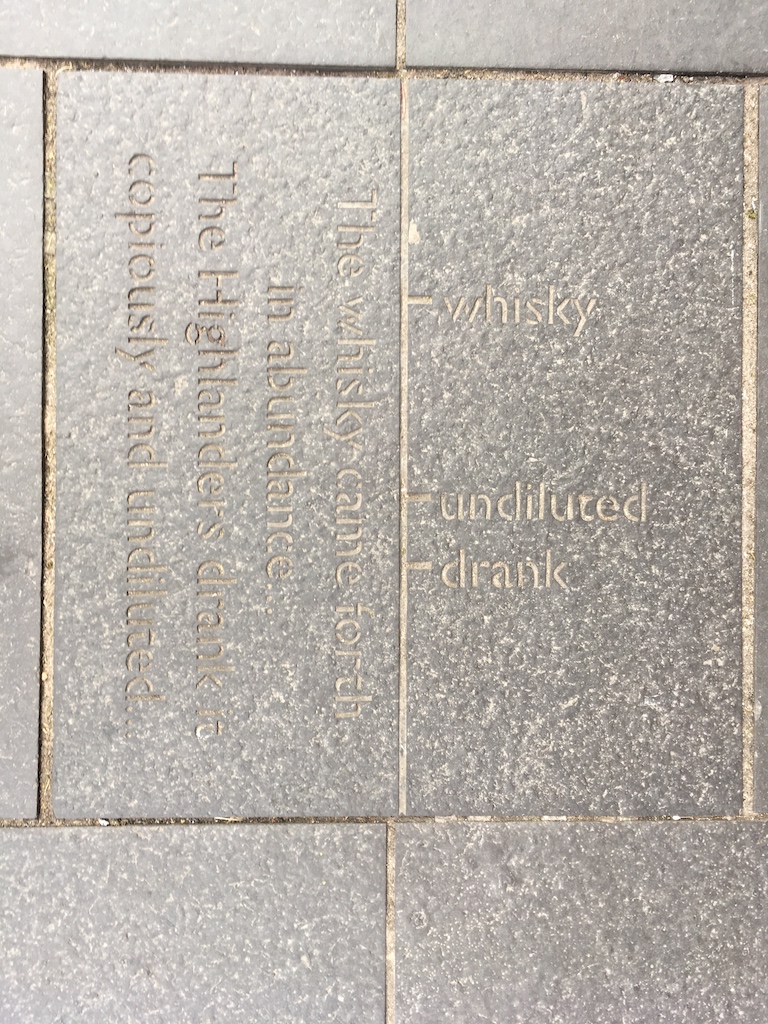 The whisky came forth
in abundance...
The Highlanders drank it
copiously and undiluted...
whisky
undiluted
drank